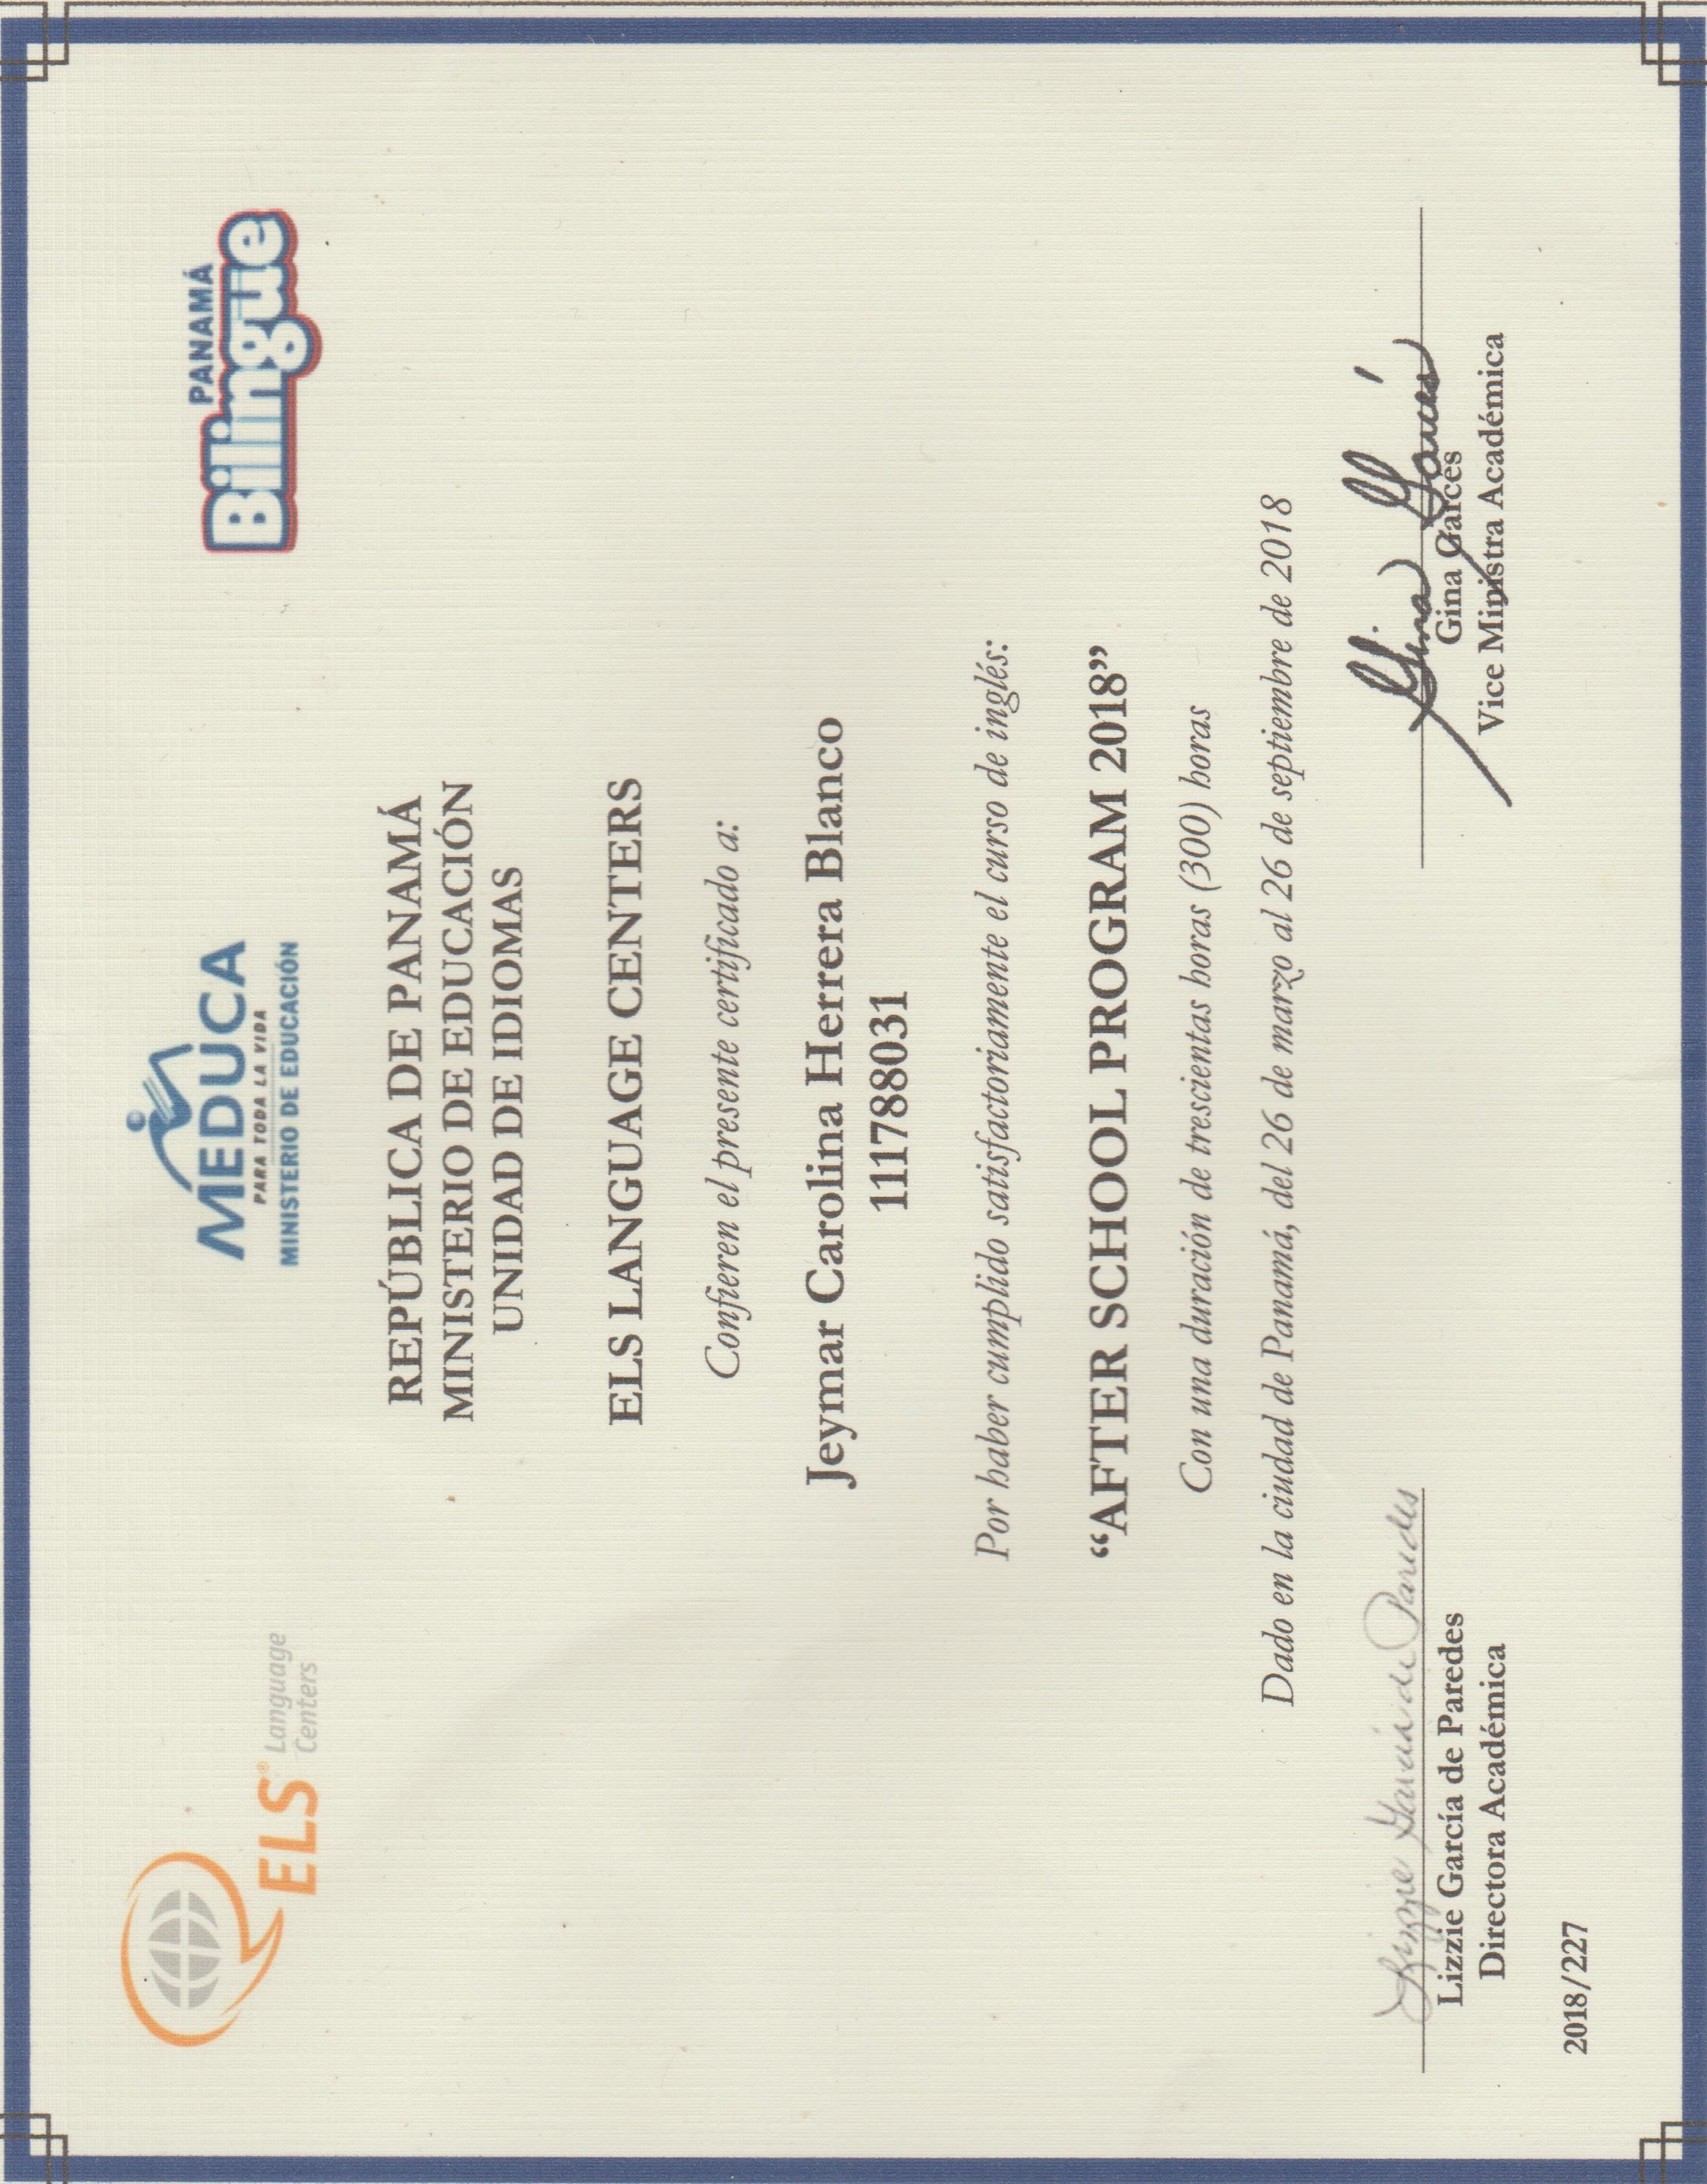 ELS® Language
Centers
MEDUCA
PARA TODA LA VIDA
MINISTERIO DE EDUCACIÓN
PANAMÁ
Bilingüe
REPÚBLICA DE PANAMÁ
MINISTERIO DE EDUCACIÓN
UNIDAD DE IDIOMAS
ELS LANGUAGE CENTERS
Confieren el presente certificado a:
Jeymar Carolina Herrera Blanco
111788031
Por haber cumplido satisfactoriamente el curso de inglés:
“AFTER SCHOOL PROGRAM 2018”
Con una duración de trescientas horas (300) horas
Dado en la ciudad de Panamá, del 26 de marzo al 26 de septiembre de 2018
Lizzie García de Paredes
Lizzie García de Paredes
Directora Académica
Gina Garcés
Gina Garcés
Vice Ministra Académica
2018/227